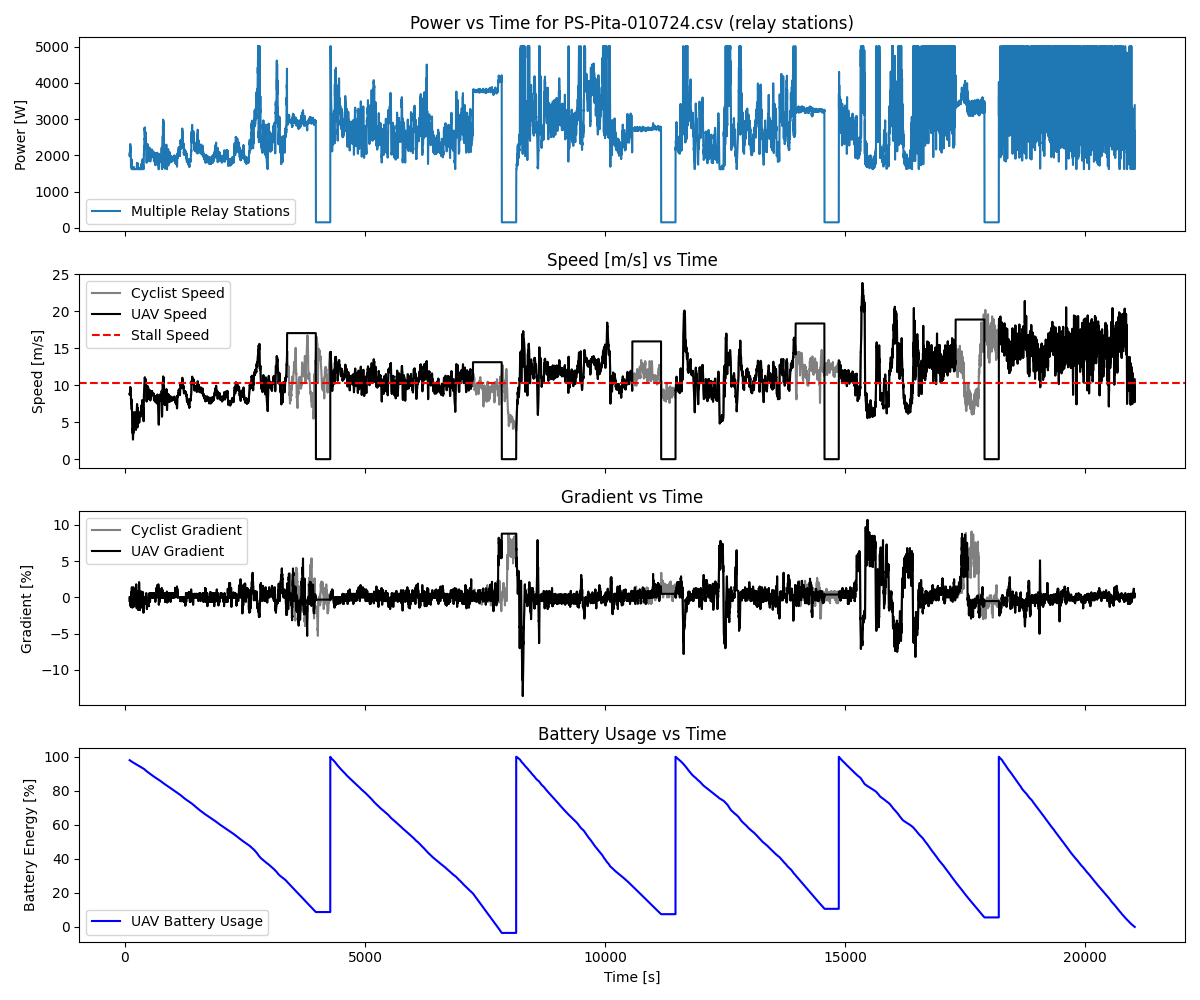 Power vs Time for PS-Pita-010724.csv (relay stations)
5000
4000
3000
2000
1000
0
Power [W]
Multiple Relay Stations
Speed [m/s] vs Time
25
20
15
10
5
0
Speed [m/s]
Cyclist Speed
UAV Speed
Stall Speed
Gradient vs Time
10
5
0
−5
−10
Gradient [%]
Cyclist Gradient
UAV Gradient
Battery Usage vs Time
100
80
60
40
20
0
Battery Energy [%]
UAV Battery Usage
0 5000 10000 15000 20000
Time [s]